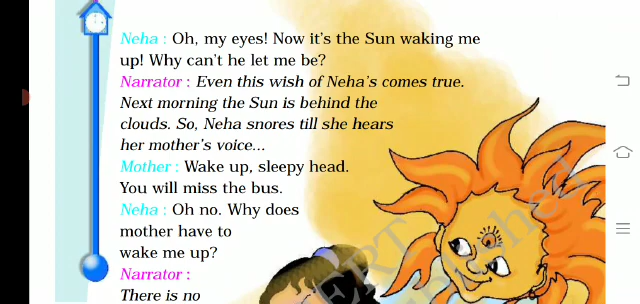 Neha : Oh, my eyes! Now it's the Sun waking me
up! Why can't he let me be?
Narrator : Even this wish of Neha's comes true.
Next morning the Sun is behind the
clouds. So, Neha snores till she hears
her mother's voice...
Mother : Wake up, sleepy head.
You will miss the bus.
Neha : Oh no. Why does
mother have to
wake me up?
Narrator :
There is no